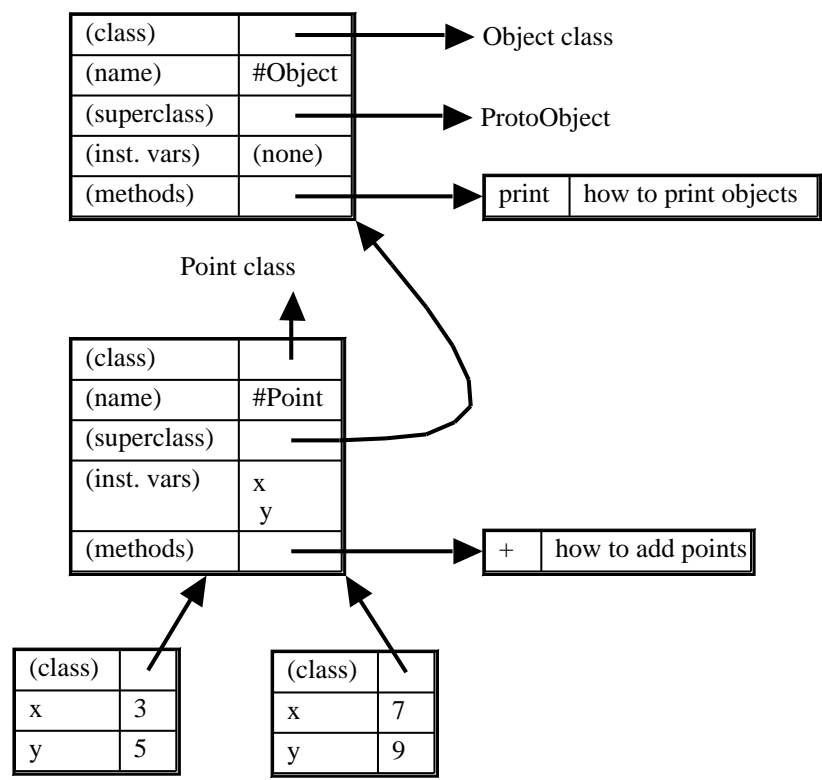 (class) Object class
(name) #Object
(superclass) ProtoObject
(inst. vars) (none)
(methods) print how to print objects
Point class
(class)
(name) #Point
(superclass)
(inst. vars) x
y
(methods) + how to add points
(class) (class)
x 3 x 7
y 5 y 9